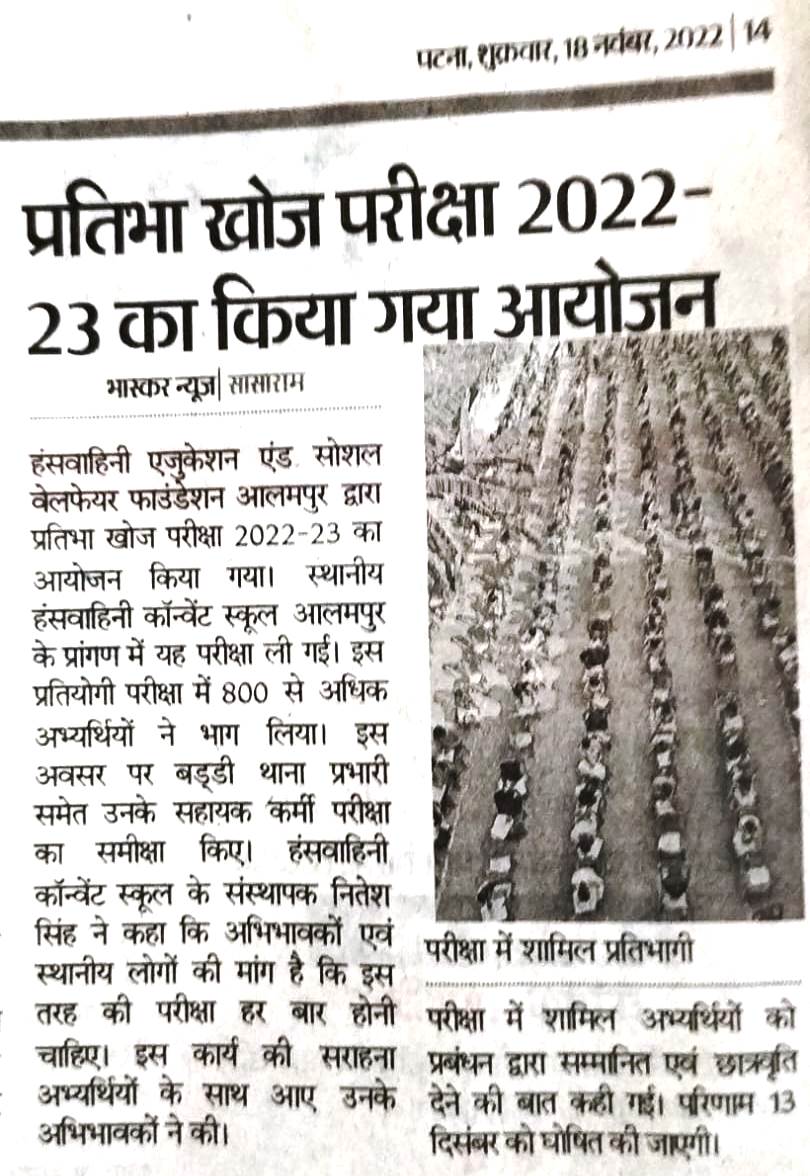 पटना, शुक्रवार, 18 नवंबर, 2022 | 14
प्रतिभा खोज परीक्षा 2022-
23 का किया गया आयोजन
भास्कर न्यूज | सासाराम
हंसवाहिनी एजुकेशन एंड सोशल
वेलफेयर फाउंडेशन आलमपुर द्वारा
प्रतिभा खोज परीक्षा 2022-23 का
आयोजन किया गया। स्थानीय
हंसवाहिनी कॉन्वेंट स्कूल आलमपुर
के प्रांगण में यह परीक्षा ली गई। इस
प्रतियोगी परीक्षा में 800 से अधिक
अभ्यर्थियों ने भाग लिया। इस
अवसर पर बड्डी थाना प्रभारी
समेत उनके सहायक कर्मी परीक्षा
का समीक्षा किए। हंसवाहिनी
कॉन्वेंट स्कूल के संस्थापक नितेश
सिंह ने कहा कि अभिभावकों एवं
स्थानीय लोगों की मांग है कि इस
तरह की परीक्षा हर बार होनी
चाहिए। इस कार्य की सराहना
अभ्यर्थियों के साथ आए उनके
अभिभावकों ने की।
परीक्षा में शामिल प्रतिभागी
परीक्षा में शामिल अभ्यर्थियों को
प्रबंधन द्वारा सम्मानित एवं छात्रवृति
देने की बात कही गई। परिणाम 13
दिसंबर को घोषित की जाएगी।